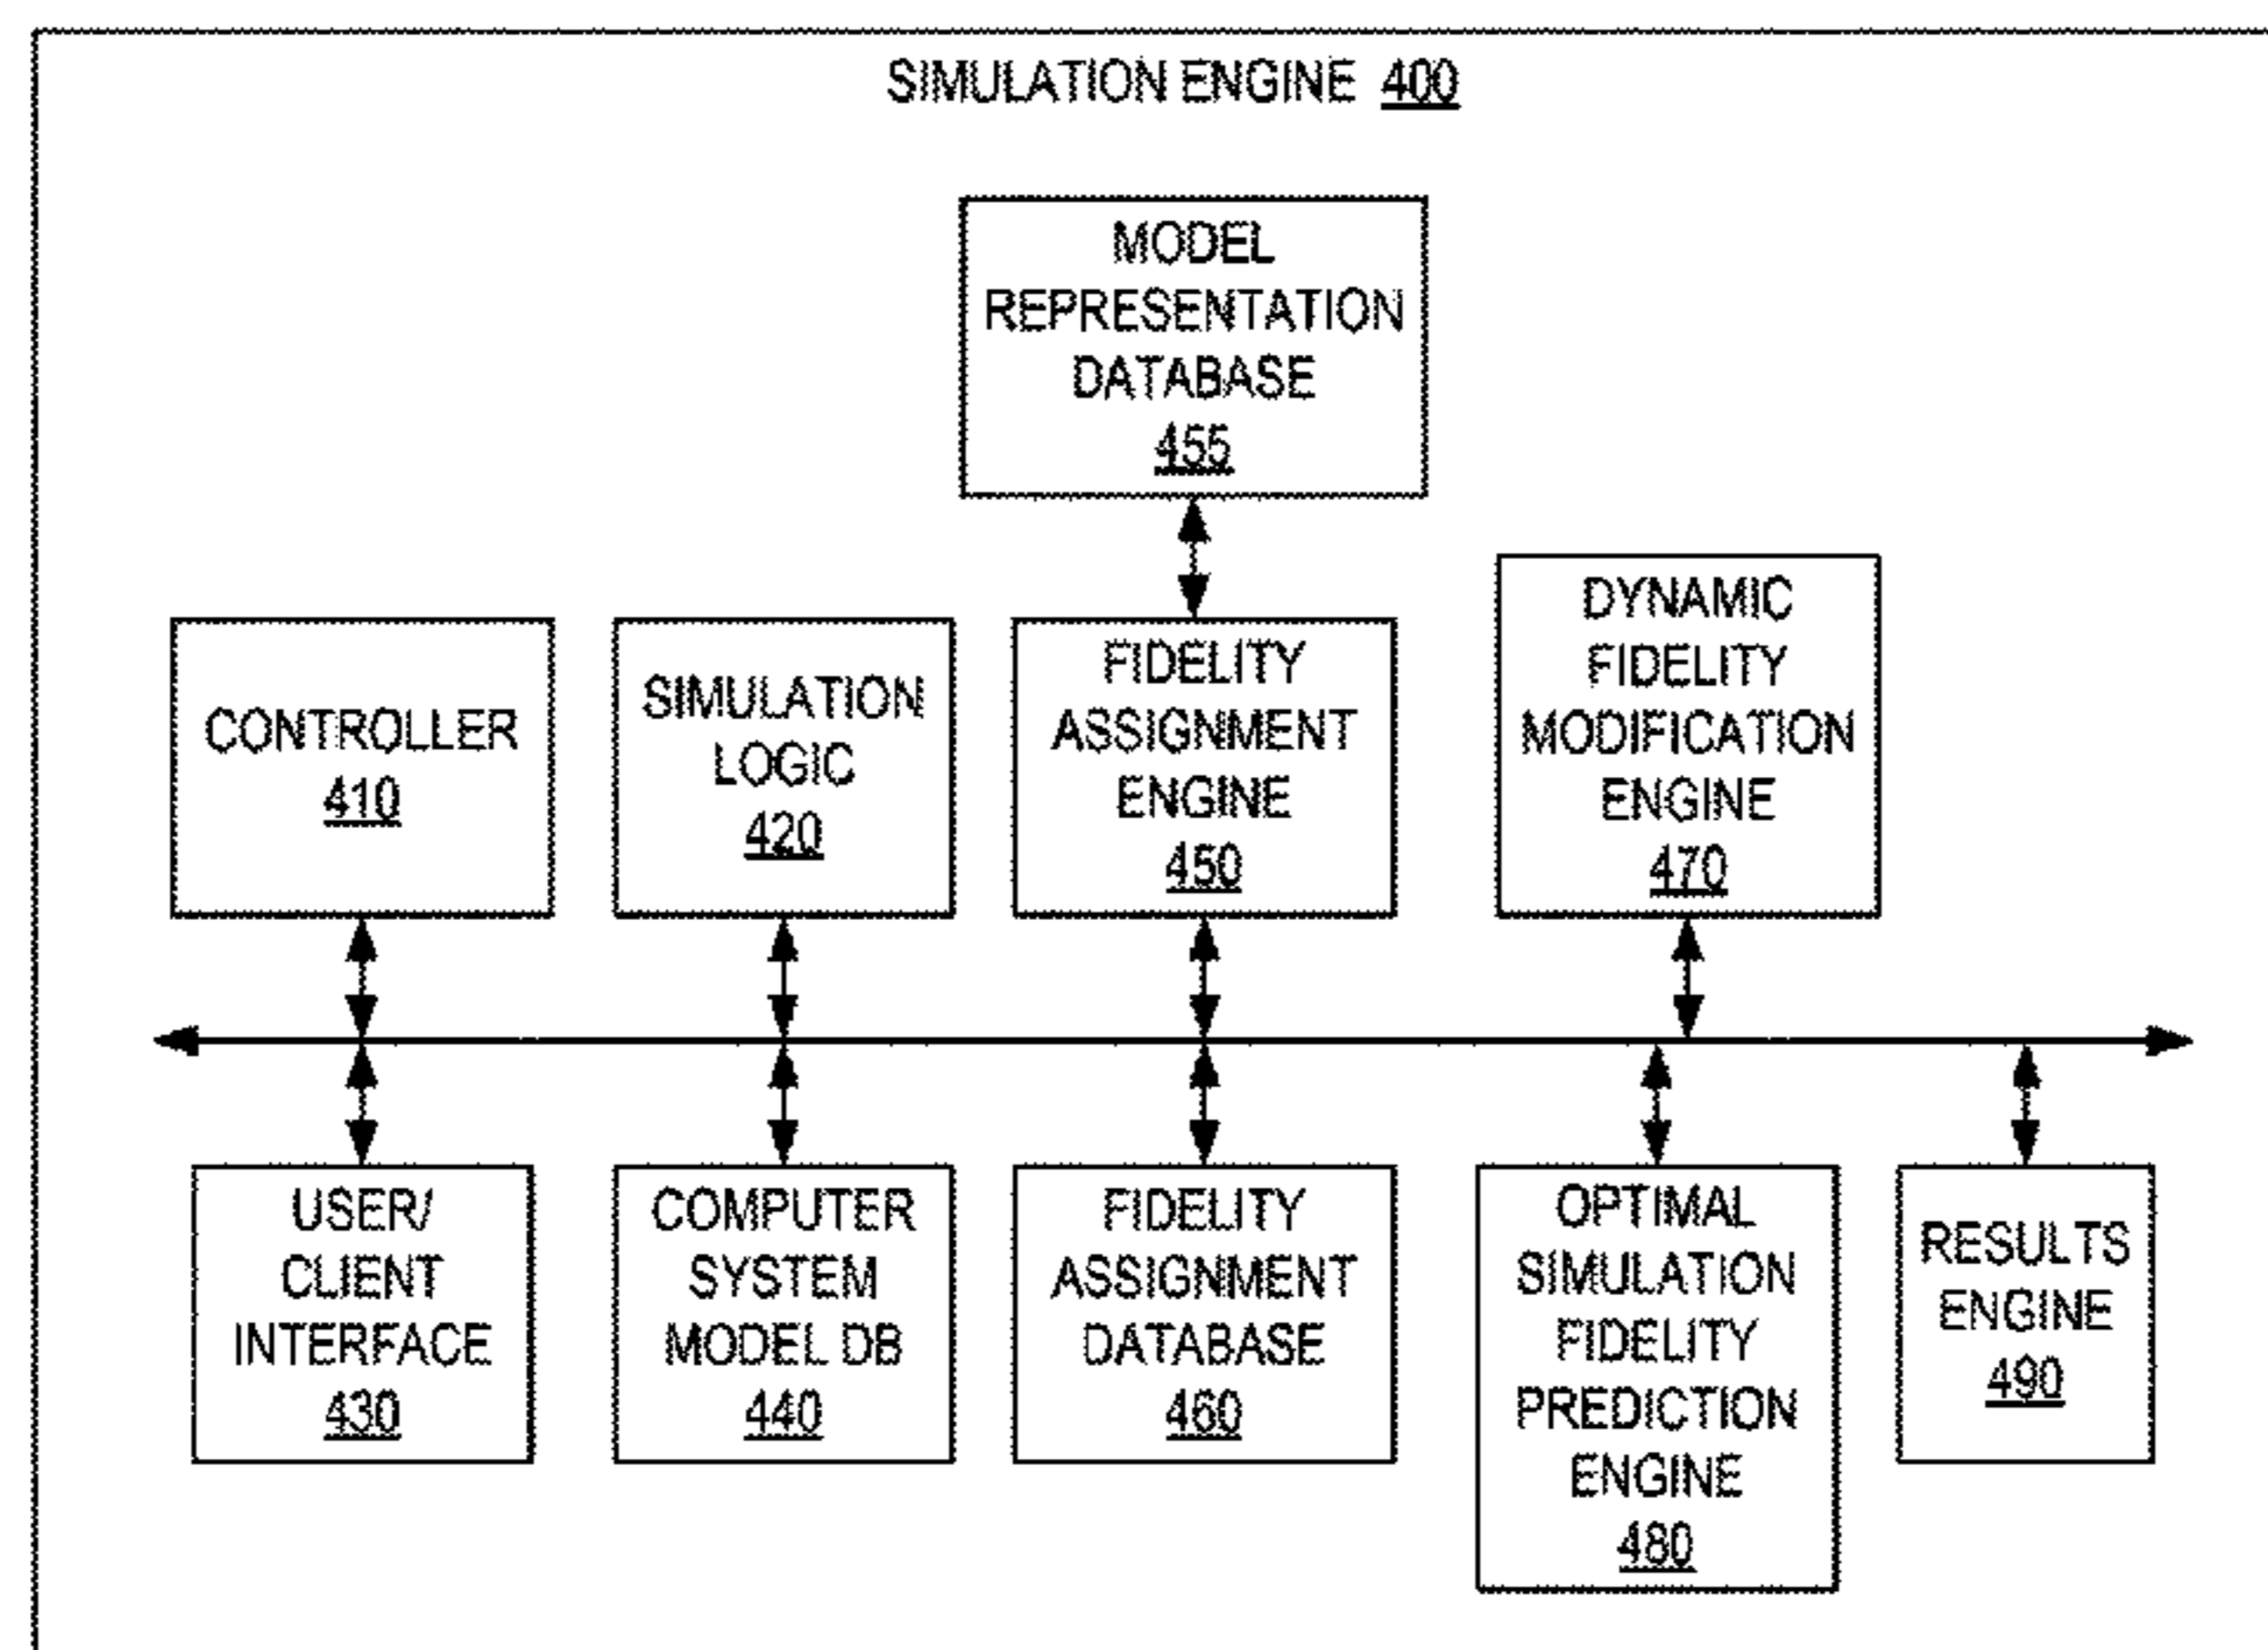 SIMULATION ENGINE 400
MODEL
REPRESENTATION
DATABASE
455
CONTROLLER
410
SIMULATION
LOGIC
420
FIDELITY
ASSIGNMENT
ENGINE
450
DYNAMIC
FIDELITY
MODIFICATION
ENGINE
470
USER/
CLIENT
INTERFACE
430
COMPUTER
SYSTEM
MODEL DB
440
FIDELITY
ASSIGNMENT
DATABASE
460
OPTIMAL
SIMULATION
FIDELITY
PREDICTION
ENGINE
480
RESULTS
ENGINE
490